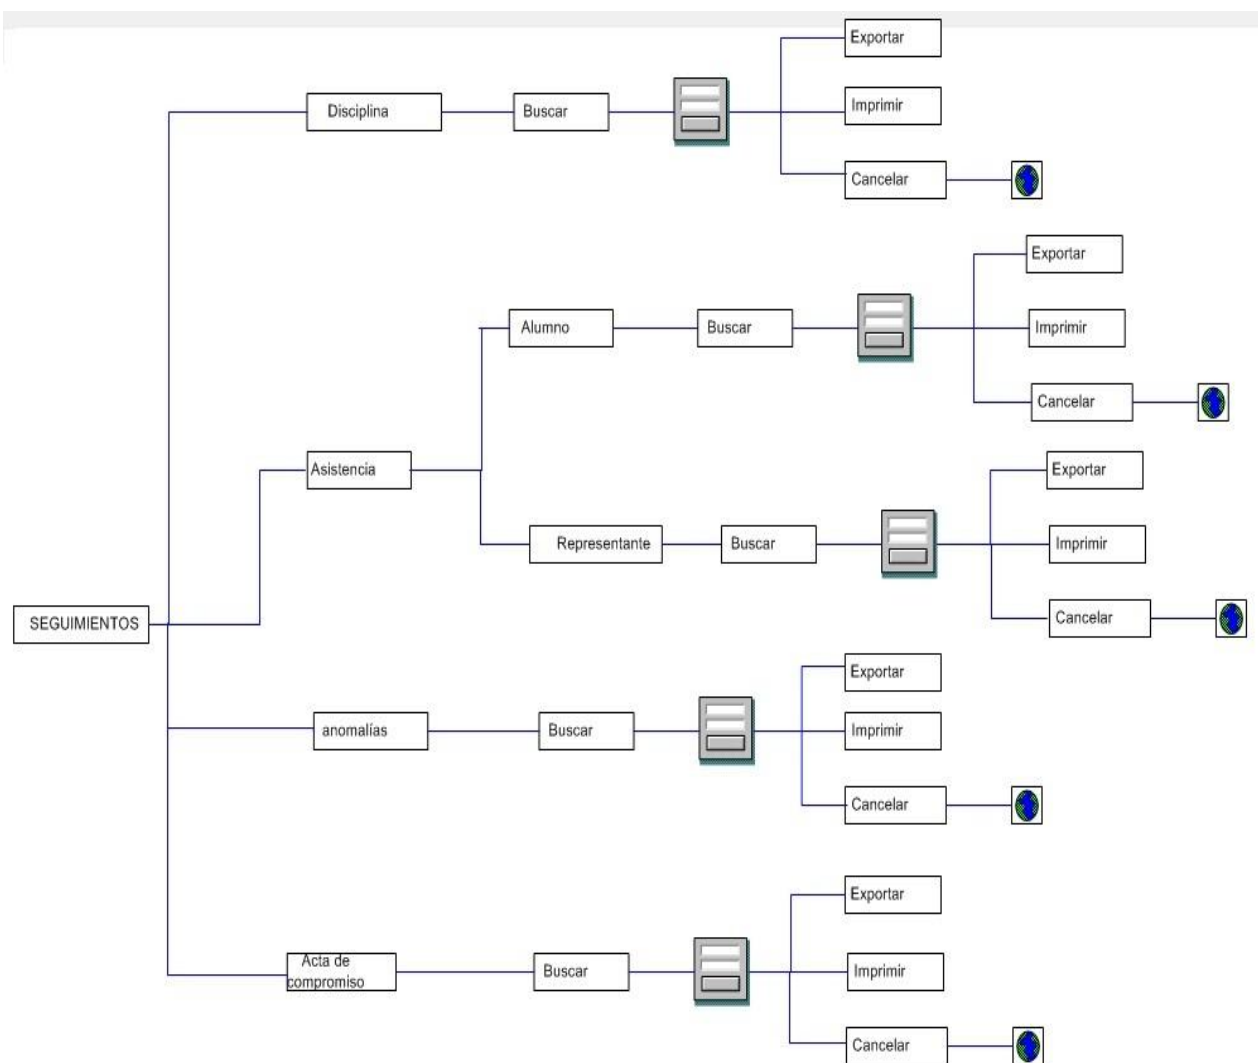 Exportar
Disciplina
Buscar
Imprimir
Cancelar
Exportar
Alumno
Buscar
Imprimir
Cancelar
Asistencia
Exportar
Representante
Buscar
Imprimir
Cancelar
SEGUIMIENTOS
Exportar
anomalías
Buscar
Imprimir
Cancelar
Exportar
Acta de
compromiso
Buscar
Imprimir
Cancelar